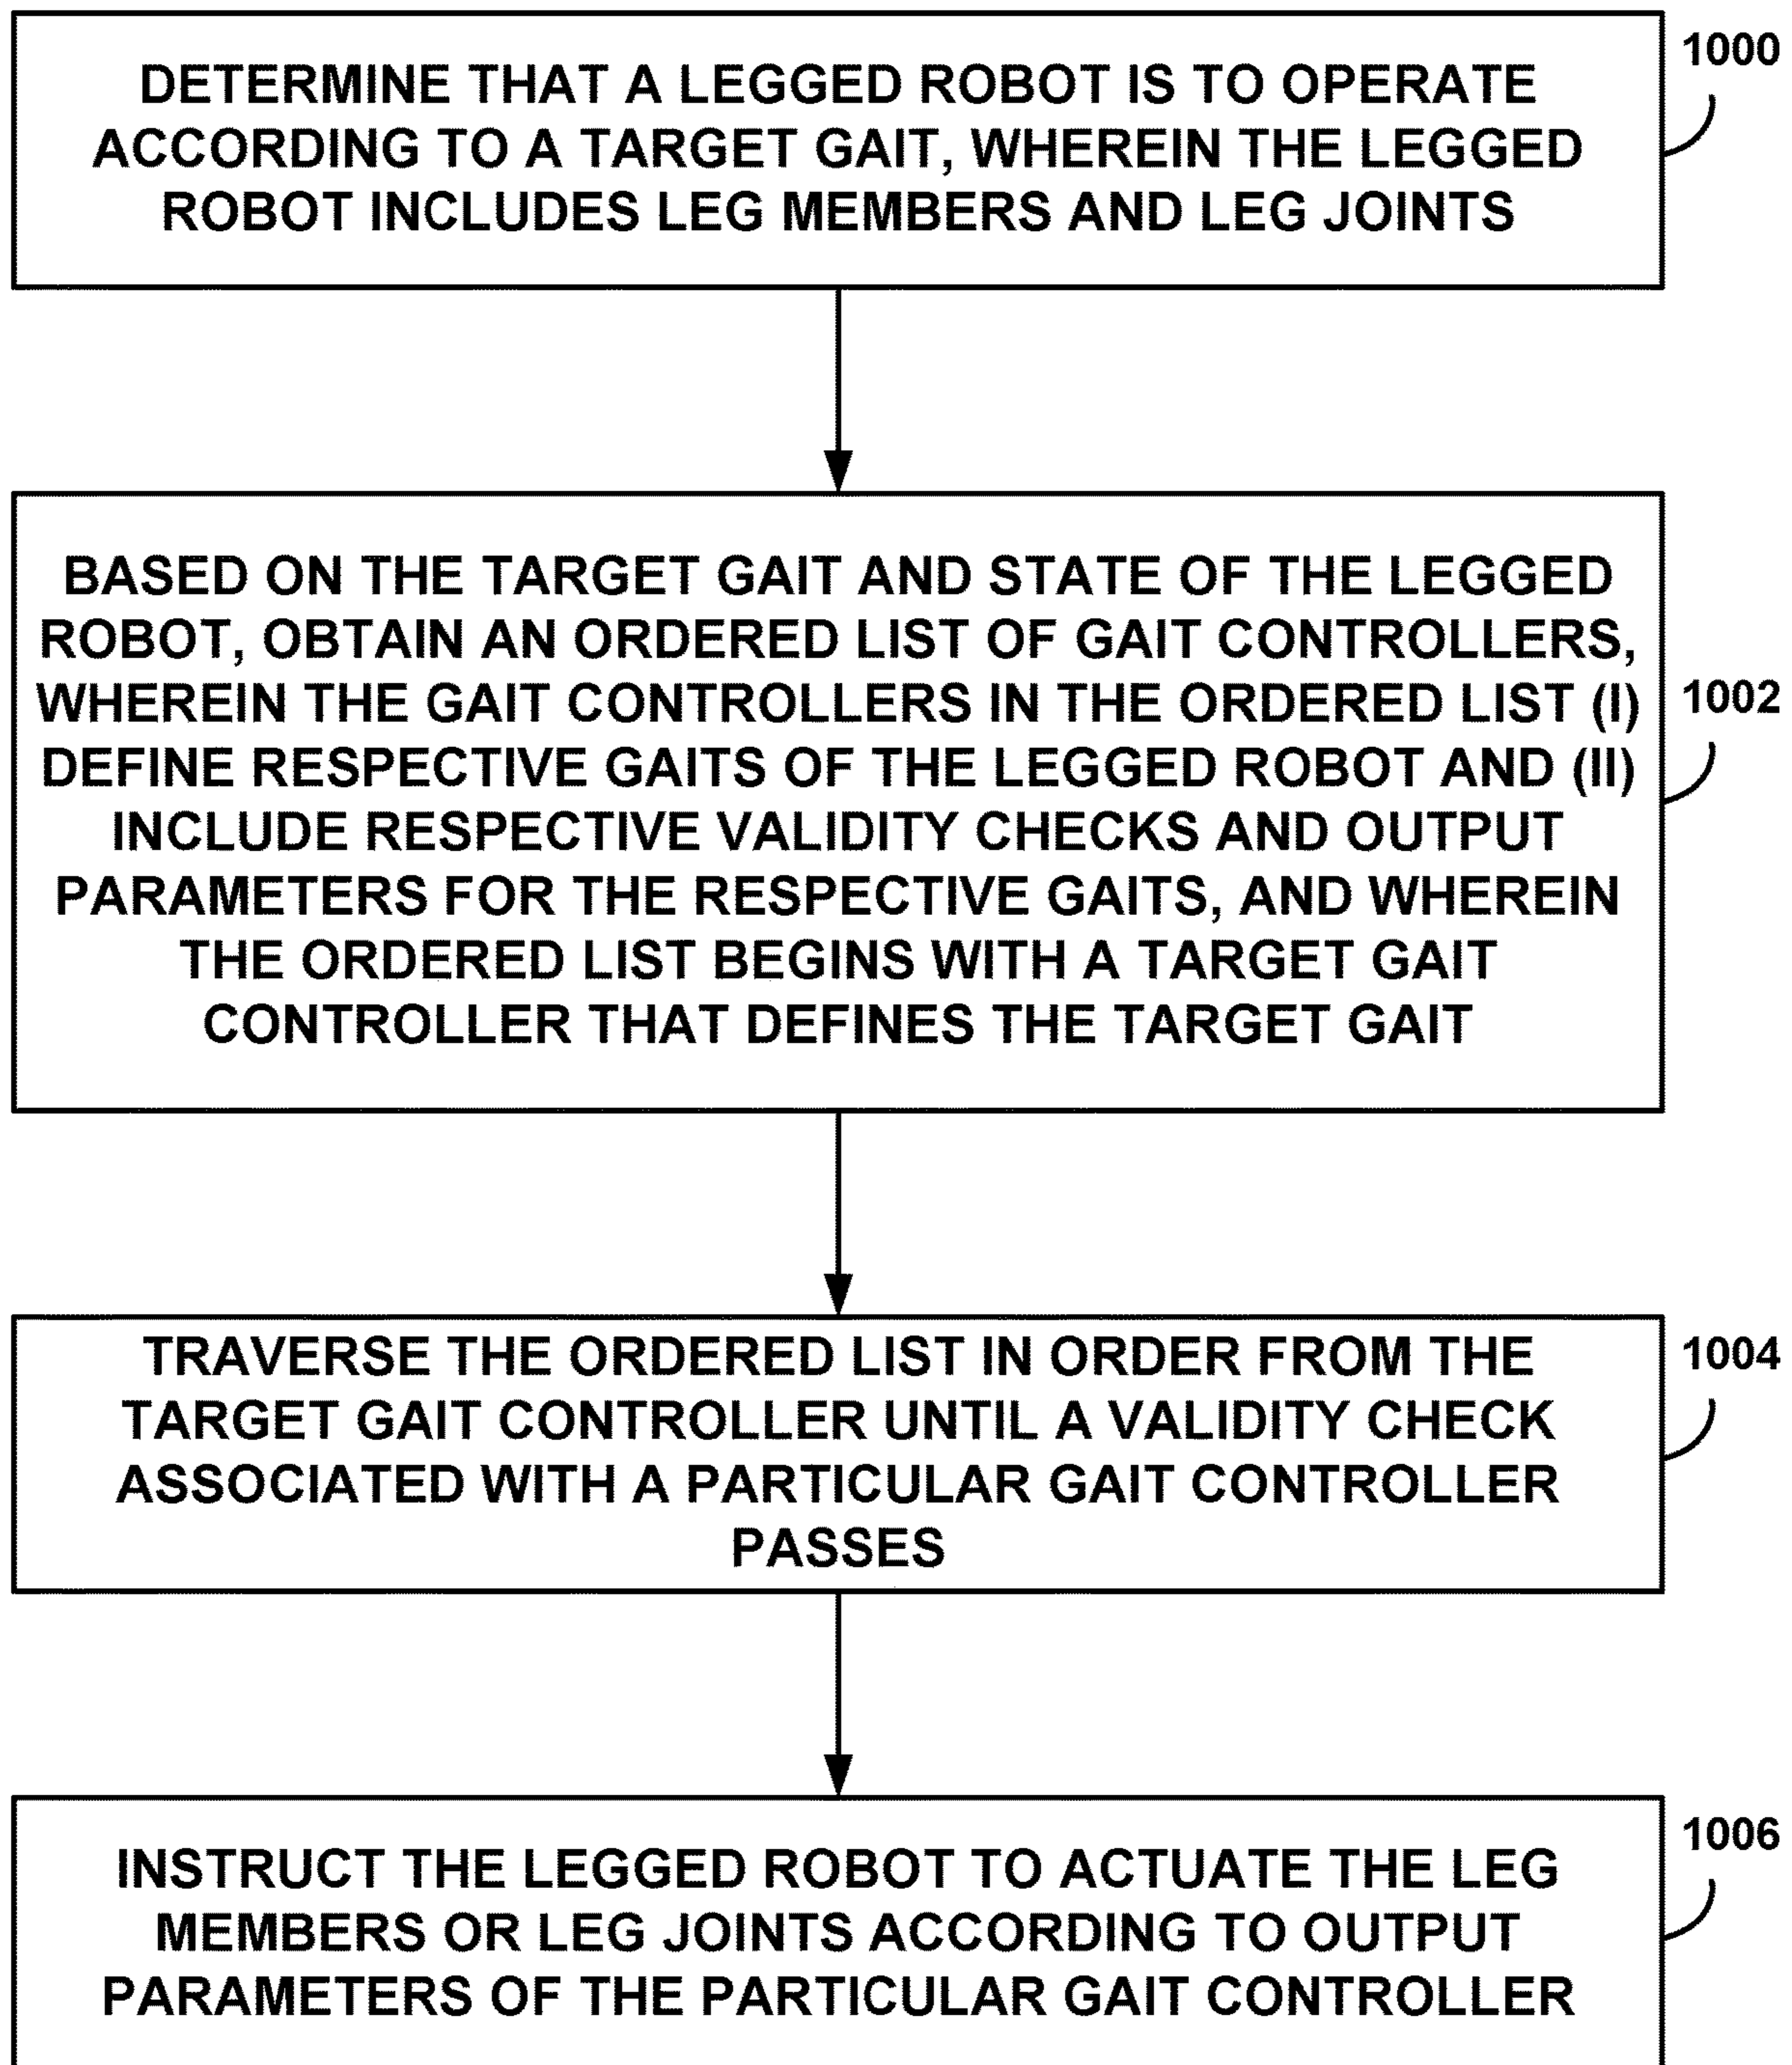 1000
DETERMINE THAT A LEGGED ROBOT IS TO OPERATE
ACCORDING TO A TARGET GAIT, WHEREIN THE LEGGED
ROBOT INCLUDES LEG MEMBERS AND LEG JOINTS
BASED ON THE TARGET GAIT AND STATE OF THE LEGGED
ROBOT, OBTAIN AN ORDERED LIST OF GAIT CONTROLLERS,
WHEREIN THE GAIT CONTROLLERS IN THE ORDERED LIST (I)
1002
DEFINE RESPECTIVE GAITS OF THE LEGGED ROBOT AND (II)
INCLUDE RESPECTIVE VALIDITY CHECKS AND OUTPUT
PARAMETERS FOR THE RESPECTIVE GAITS, AND WHEREIN
THE ORDERED LIST BEGINS WITH A TARGET GAIT
CONTROLLER THAT DEFINES THE TARGET GAIT
TRAVERSE THE ORDERED LIST IN ORDER FROM THE
1004
TARGET GAIT CONTROLLER UNTIL A VALIDITY CHECK
ASSOCIATED WITH A PARTICULAR GAIT CONTROLLER
PASSES
1006
INSTRUCT THE LEGGED ROBOT TO ACTUATE THE LEG
MEMBERS OR LEG JOINTS ACCORDING TO OUTPUT
PARAMETERS OF THE PARTICULAR GAIT CONTROLLER